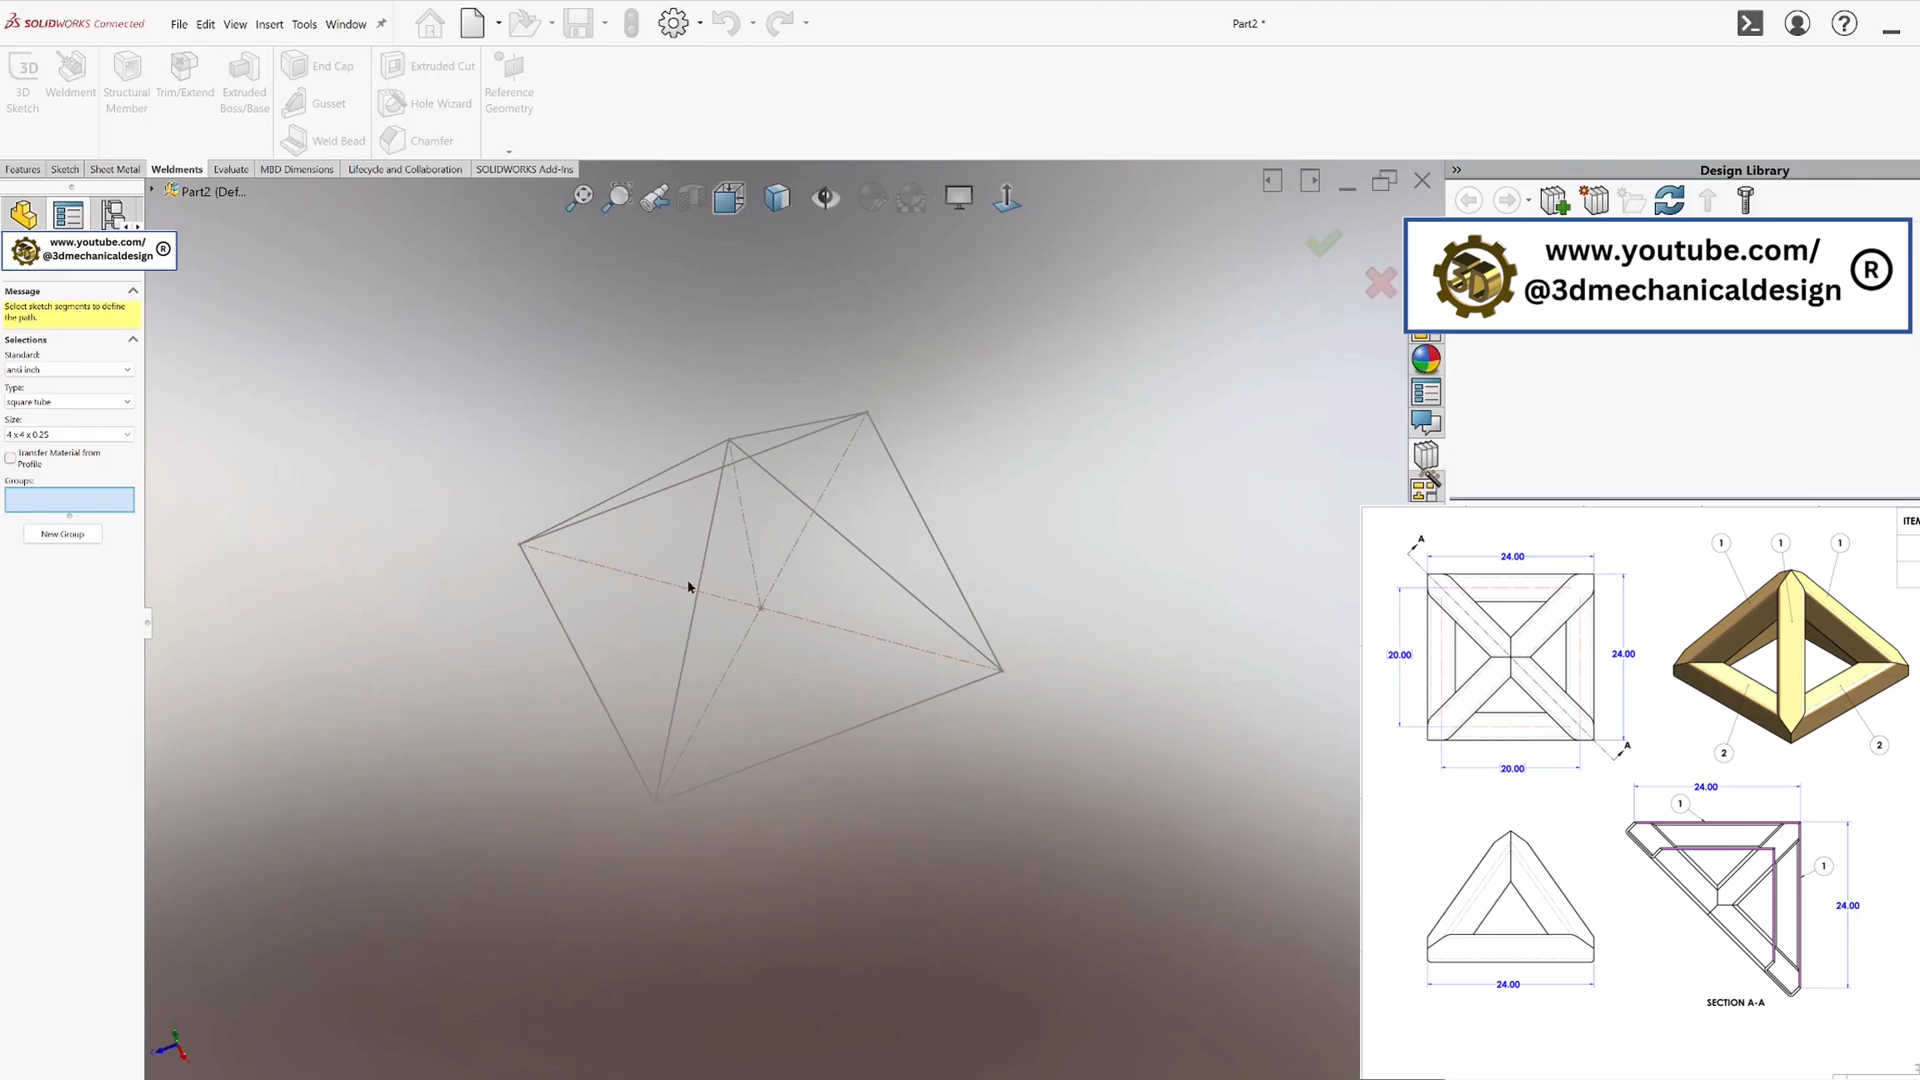 SOLIDWORKS Connected
File Edit View Insert Tools Window
Part2 *
3D Sketch
Weldment
Structural Member
Trim/Extend
Extruded Boss/Base
End Cap
Gusset
Weld Bead
Extruded Cut
Hole Wizard
Chamfer
Reference Geometry
Features Sketch Sheet Metal Weldments Evaluate MBD Dimensions Lifecycle and Collaboration SOLIDWORKS Add-Ins
Design Library
Part2 (Def...
www.youtube.com/
@3dmechanicaldesign ®
www.youtube.com/
@3dmechanicaldesign ®
Message
Select sketch segments to define
the path.
Selections
Standard:
ansi inch
Type:
square tube
Size:
4 x 4 x 0.25
Transfer Material from
Profile
Groups:
New Group
A
24.00
20.00
24.00
A
20.00
1 1 1
2 2
24.00
24.00
1
1
24.00
SECTION A-A